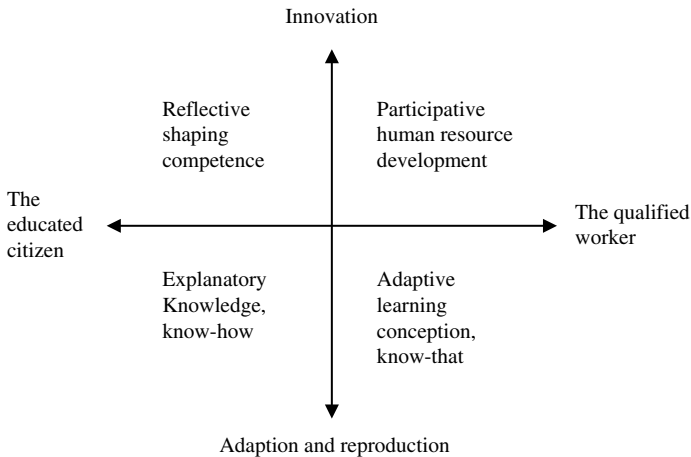 Innovation
Reflective
shaping
competence
Participative
human resource
development
The
educated
citizen
The qualified
worker
Explanatory
Knowledge,
know-how
Adaptive
learning
conception,
know-that
Adaption and reproduction